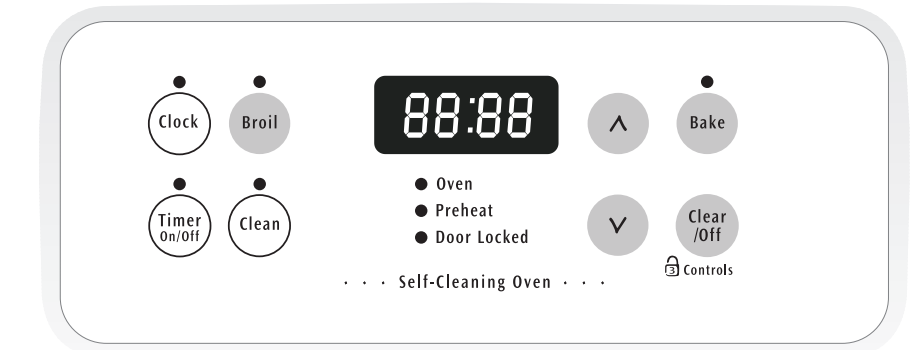 Clock
Broil
88:88
∧
Bake
Timer
On/Off
Clean
Oven
Preheat
Door Locked
∨
Clear
/Off
3 Controls
· · · Self-Cleaning Oven · · ·